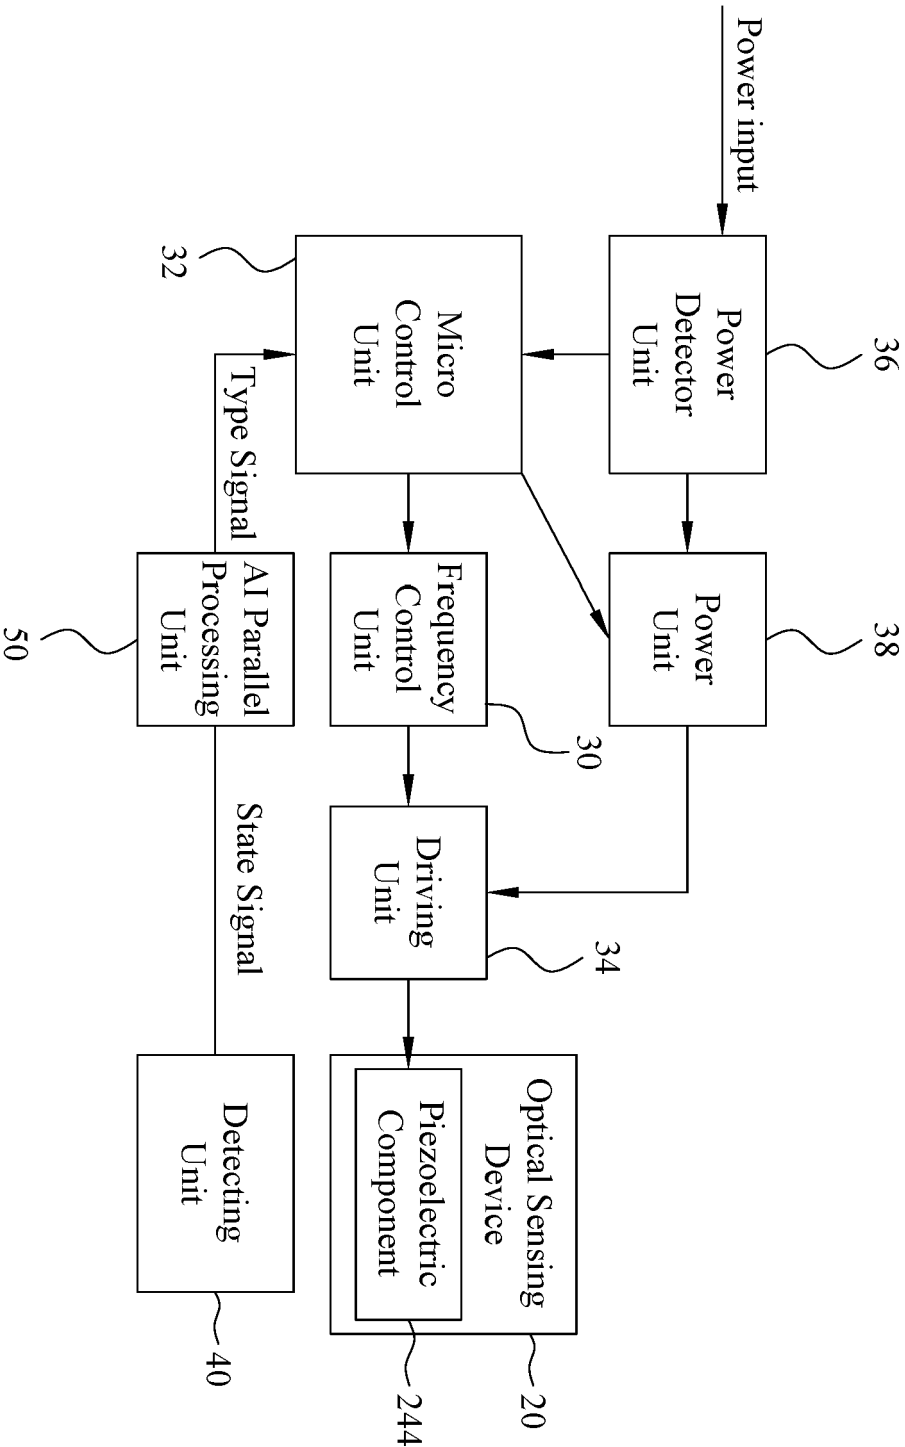 Power input
36
Power
Detector
Unit
38
Power
Unit
32
Micro
Control
Unit
Frequency
Control
Unit
30
Driving
Unit
34
Optical Sensing
Device
Piezoelectric
Component
20
244
Type Signal
AI Parallel
Processing
Unit
50
State Signal
Detecting
Unit
40